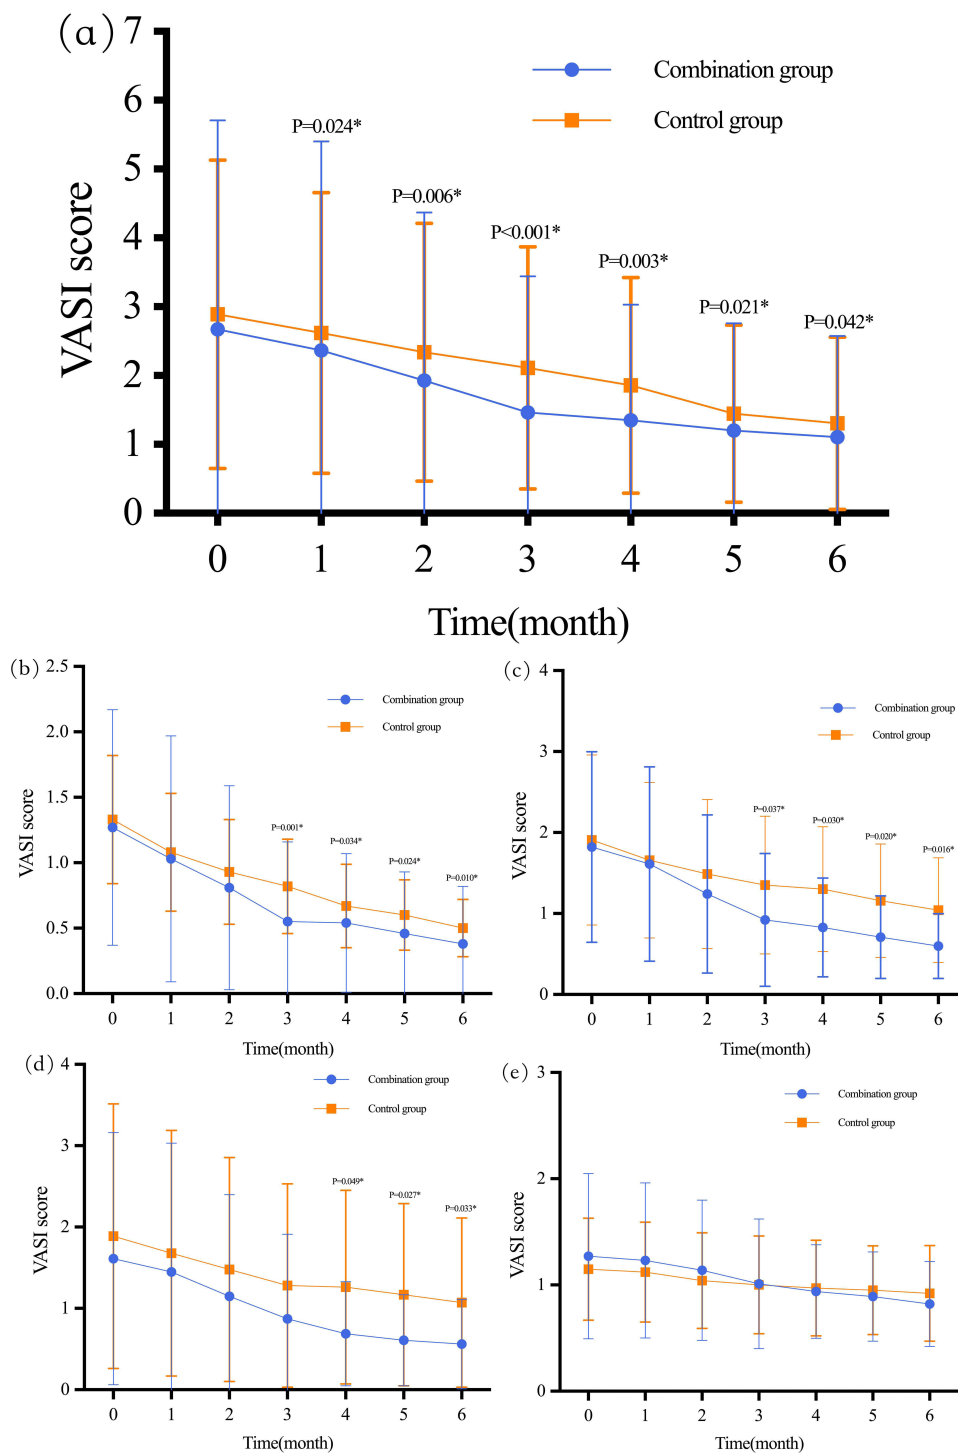 (a)
7
6
5
4
3
2
1
0
VASI score
Combination group
Control group
P=0.024*
P=0.006*
P<0.001*
P=0.003*
P=0.021*
P=0.042*
0 1 2 3 4 5 6
Time(month)
(b)
2.5
2.0
1.5
1.0
0.5
0.0
VASI score
Combination group
Control group
P=0.001*
P=0.034*
P=0.024*
P=0.010*
0 1 2 3 4 5 6
Time(month)
(c)
4
3
2
1
0
VASI score
Combination group
Control group
P=0.037*
P=0.030*
P=0.020*
P=0.016*
0 1 2 3 4 5 6
Time(month)
(d)
4
3
2
1
0
VASI score
Combination group
Control group
P=0.049*
P=0.027*
P=0.033*
0 1 2 3 4 5 6
Time(month)
(e)
3
2
1
0
VASI score
Combination group
Control group
0 1 2 3 4 5 6
Time(month)